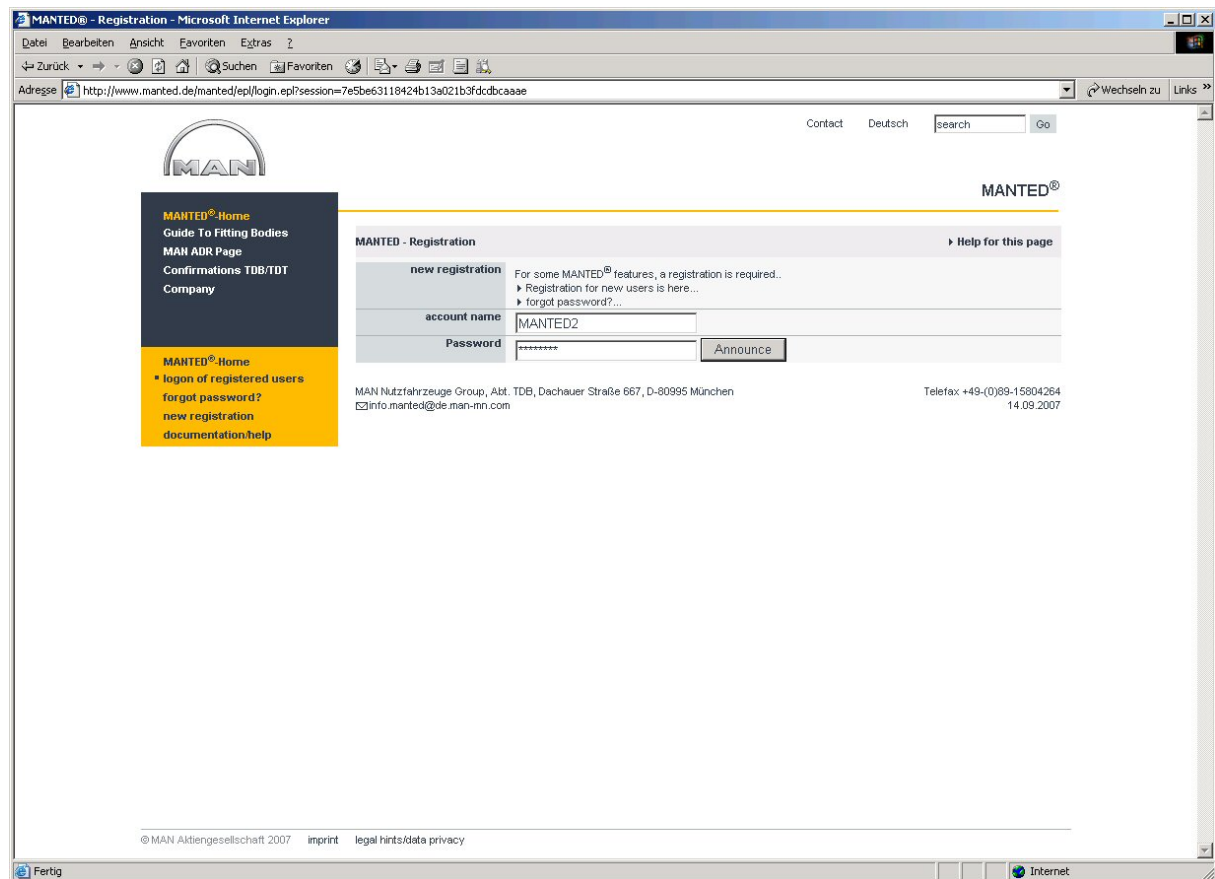 MANTED® - Registration - Microsoft Internet Explorer
Datei Bearbeiten Ansicht Favoriten Extras ?
Zurück Suchen Favoriten
Adresse http://www.manted.de/manted/epl/login.epl?session=7e5be63118424b13a021b3fdcdbcaaae Wechseln zu Links »
Contact Deutsch search Go
MAN
MANTED®
MANTED®-Home
Guide To Fitting Bodies
MAN ADR Page
Confirmations TDB/TDT
Company
MANTED®-Home
logon of registered users
forgot password?
new registration
documentation/help
MANTED - Registration Help for this page
new registration For some MANTED® features, a registration is required..
Registration for new users is here...
forgot password?...
account name MANTED2
Password ******** Announce
MAN Nutzfahrzeuge Group, Abt. TDB, Dachauer Straße 667, D-80995 München Telefax +49-(0)89-15804264
info.manted@de.man-mn.com 14.09.2007
© MAN Aktiengesellschaft 2007 imprint legal hints/data privacy
Fertig Internet